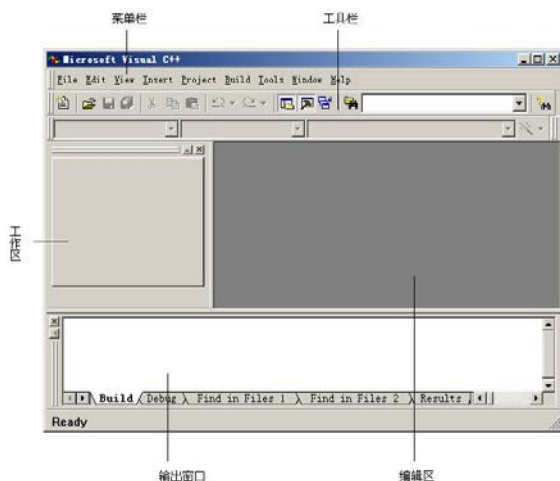 菜单栏
工具栏
Microsoft Visual C++
File Edit View Insert Project Build Tools Window Help
工作区
Build Debug Find in Files 1 Find in Files 2 Results
Ready
输出窗口
编辑区